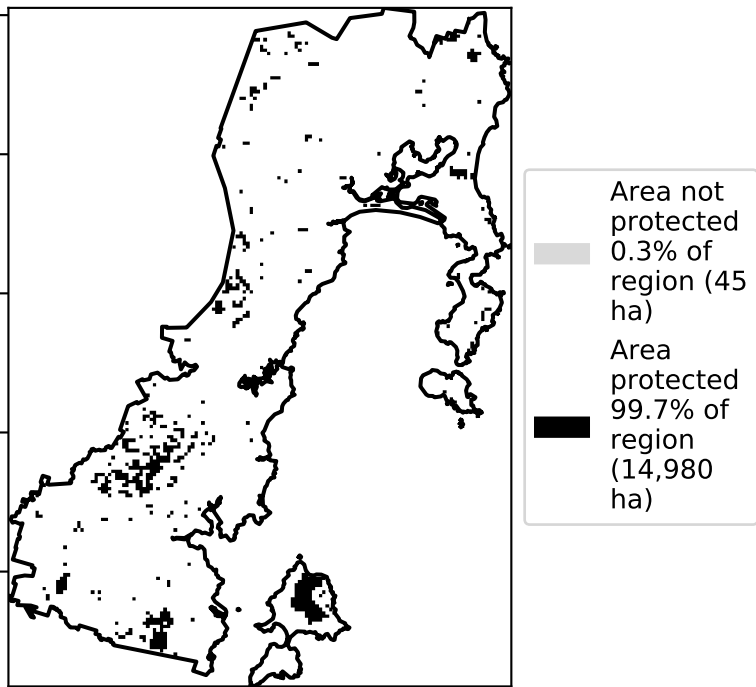 Area not
protected
0.3% of
region (45
ha)
Area
protected
99.7% of
region
(14,980
ha)